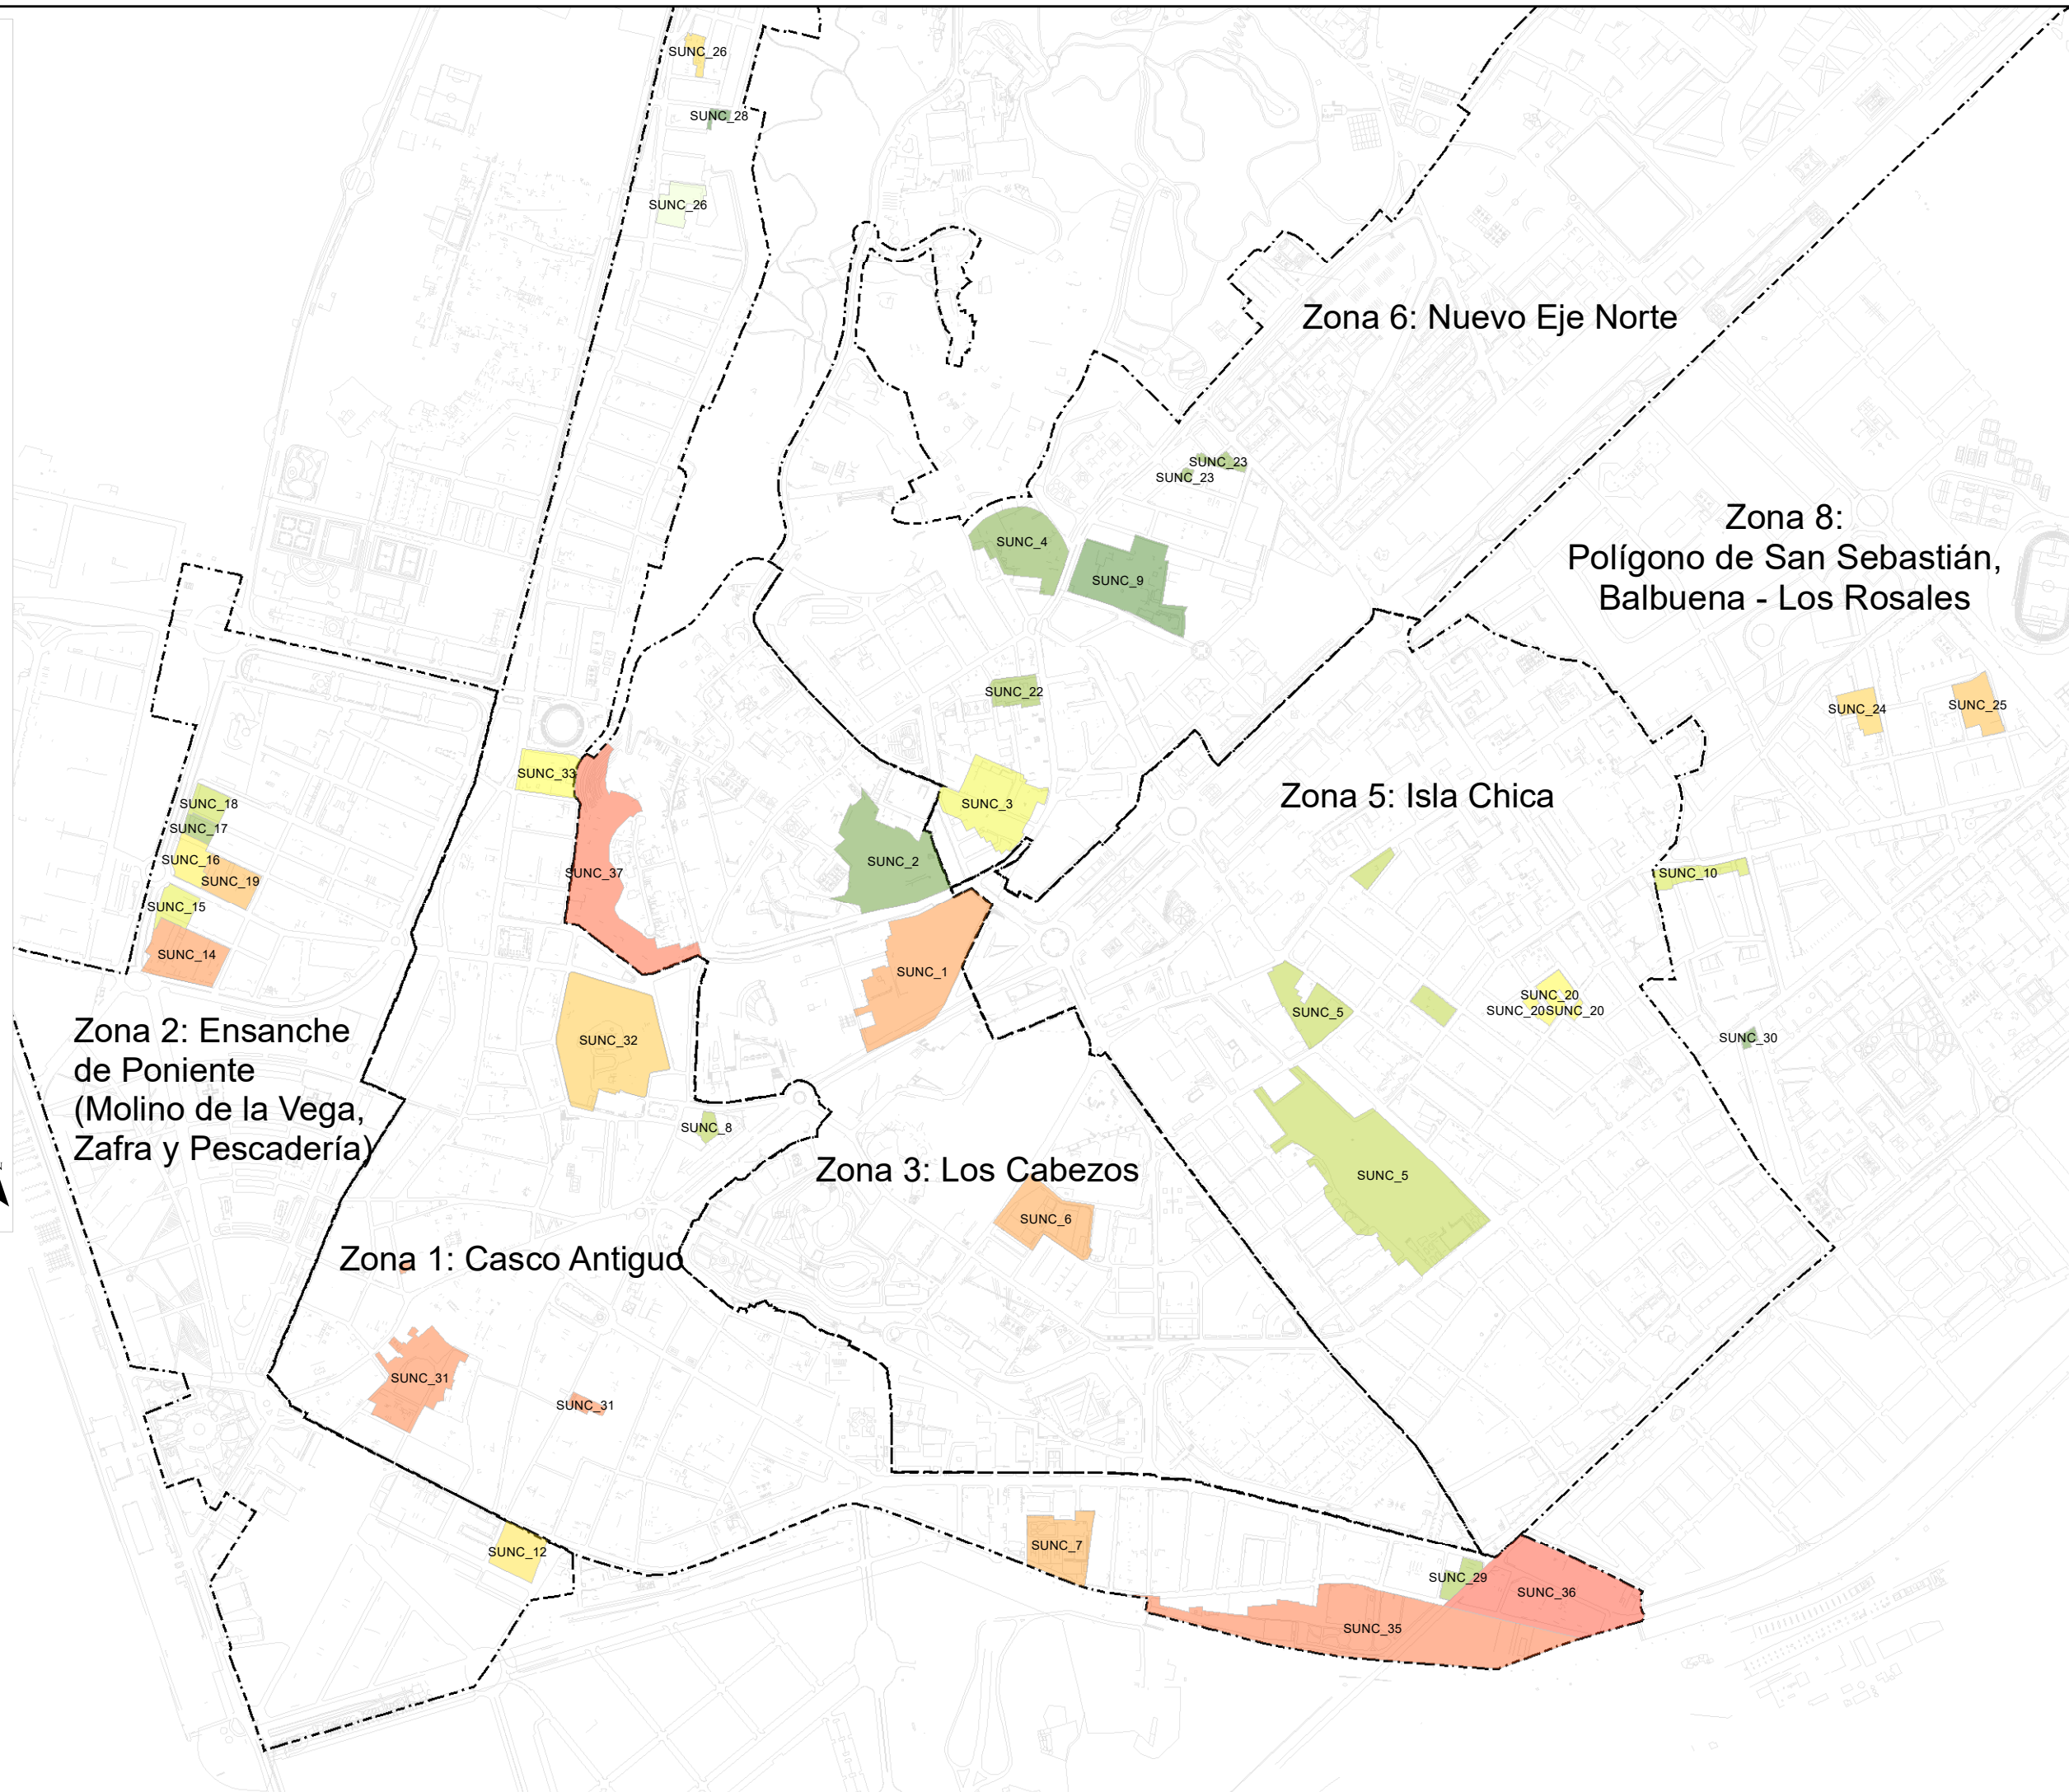 SUNC_26
SUNC_28
SUNC_26
Zona 6: Nuevo Eje Norte
SUNC_23
SUNC_23
Zona 8:
Polígono de San Sebastián,
Balbuena - Los Rosales
SUNC_4
SUNC_9
SUNC_22
SUNC_24
SUNC_25
SUNC_33
SUNC_3
Zona 5: Isla Chica
SUNC_18
SUNC_17
SUNC_16
SUNC_19
SUNC_15
SUNC_14
SUNC_37
SUNC_2
SUNC_10
SUNC_1
SUNC_5
SUNC_20
SUNC_20SUNC_20
SUNC_30
Zona 2: Ensanche
de Poniente
(Molino de la Vega,
Zafra y Pescadería)
SUNC_32
SUNC_8
Zona 3: Los Cabezos
SUNC_5
SUNC_6
Zona 1: Casco Antiguo
SUNC_31
SUNC_31
SUNC_12
SUNC_7
SUNC_29
SUNC_36
SUNC_35